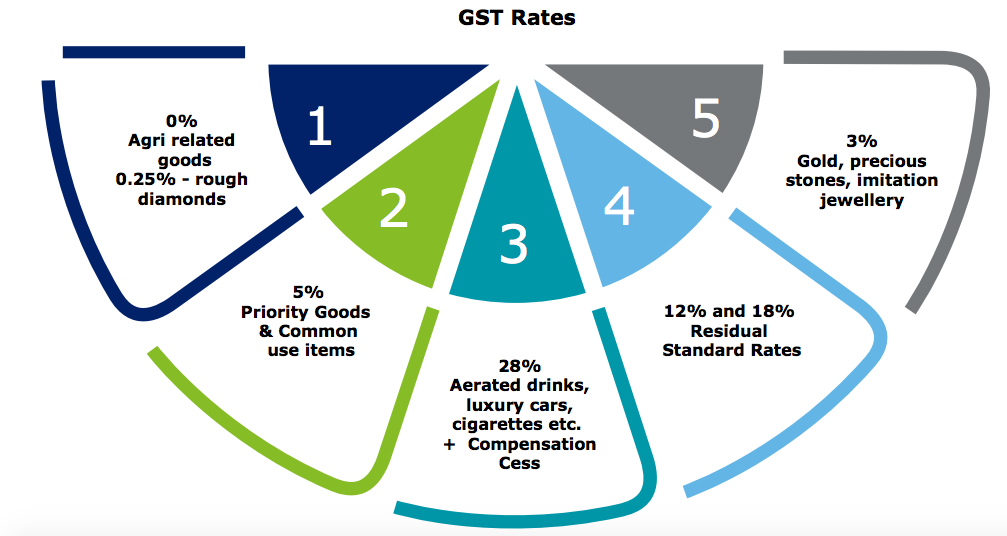 GST Rates
1
0%
Agri related
goods
0.25% - rough
diamonds
2
5%
Priority Goods
& Common
use items
3
28%
Aerated drinks,
luxury cars,
cigarettes etc.
+ Compensation
Cess
4
12% and 18%
Residual
Standard Rates
5
3%
Gold, precious
stones, imitation
jewellery